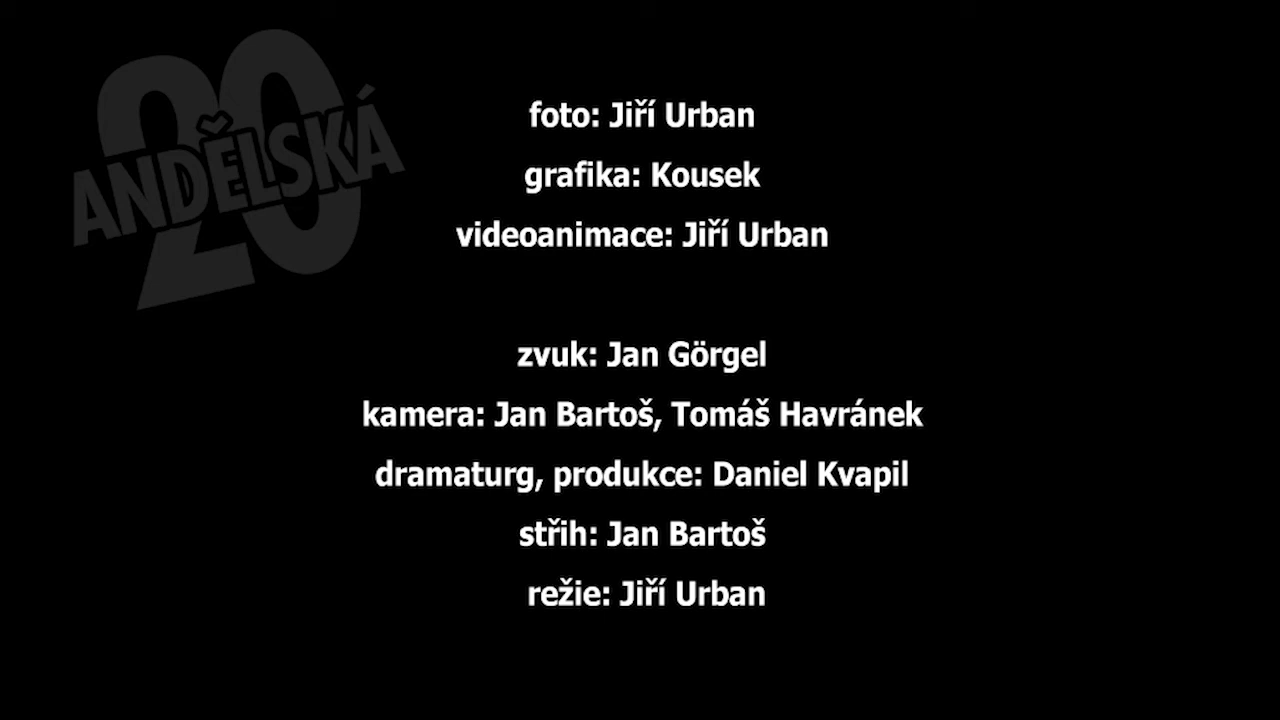 20
ANDĚLSKÁ
foto: Jiří Urban
grafika: Kousek
videoanimace: Jiří Urban
zvuk: Jan Görgel
kamera: Jan Bartoš, Tomáš Havránek
dramaturg, produkce: Daniel Kvapil
střih: Jan Bartoš
režie: Jiří Urban